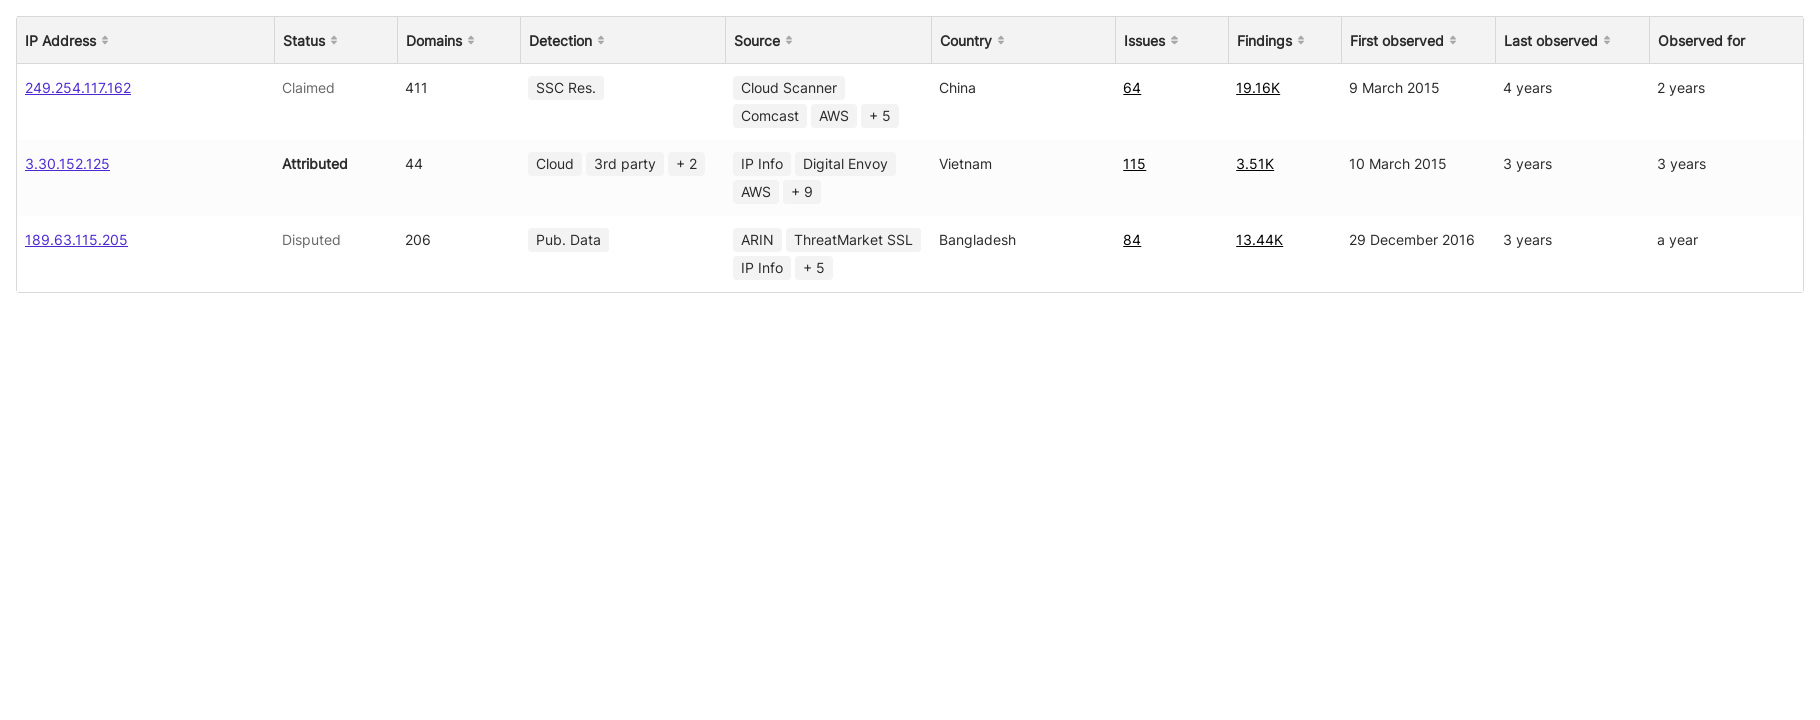 IP Address Status Domains Detection Source Country Issues Findings First observed Last observed Observed for
249.254.117.162 Claimed 411 SSC Res. Cloud Scanner China 64 19.16K 9 March 2015 4 years 2 years
Comcast AWS + 5
3.30.152.125 Attributed 44 Cloud 3rd party + 2 IP Info Digital Envoy Vietnam 115 3.51K 10 March 2015 3 years 3 years
AWS + 9
189.63.115.205 Disputed 206 Pub. Data ARIN ThreatMarket SSL Bangladesh 84 13.44K 29 December 2016 3 years a year
IP Info + 5